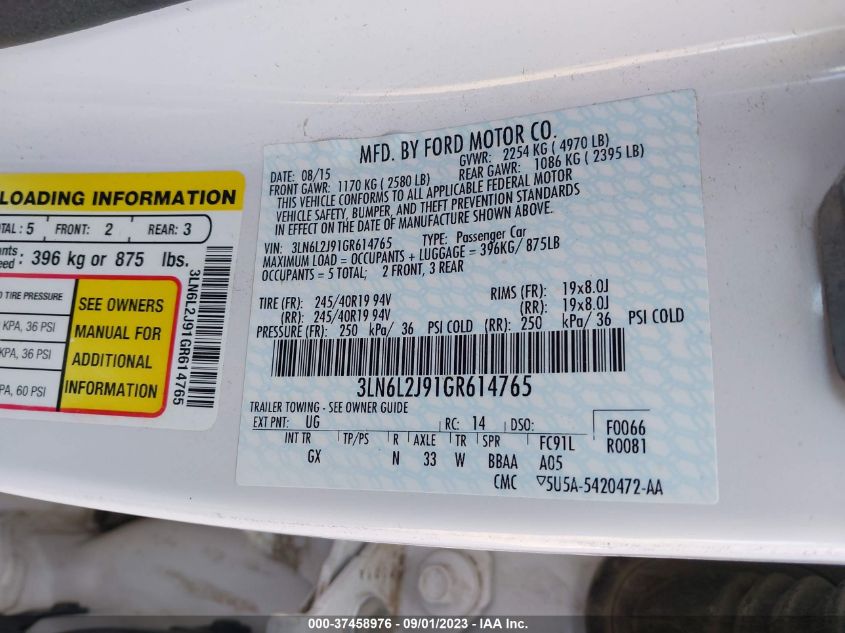 LOADING INFORMATION
TAL: 5 FRONT: 2 REAR: 3
396 kg or 875 lbs.
TIRE PRESSURE
KPA, 36 PSI
KPA, 36 PSI
PA, 60 PSI
SEE OWNERS
MANUAL FOR
ADDITIONAL
INFORMATION
3LN6L2J91GR614765
MFD. BY FORD MOTOR CO.
DATE: 08/15 GVWR: 2254 KG ( 4970 LB)
FRONT GAWR: 1170 KG ( 2580 LB) REAR GAWR: 1086 KG ( 2395 LB)
THIS VEHICLE CONFORMS TO ALL APPLICABLE FEDERAL MOTOR
VEHICLE SAFETY, BUMPER, AND THEFT PREVENTION STANDARDS
IN EFFECT ON THE DATE OF MANUFACTURE SHOWN ABOVE.
VIN: 3LN6L2J91GR614765 TYPE: Passenger Car
MAXIMUM LOAD = OCCUPANTS + LUGGAGE = 396KG/ 875LB
OCCUPANTS = 5 TOTAL; 2 FRONT, 3 REAR
TIRE (FR): 245/40R19 94V RIMS (FR): 19x8.0J
(RR): 245/40R19 94V (RR): 19x8.0J
PRESSURE (FR): 250 kPa/ 36 PSI COLD (RR): 250 kPa/ 36 PSI COLD
3LN6L2J91GR614765
TRAILER TOWING - SEE OWNER GUIDE
EXT PNT: UG RC: 14 DSO: F0066
INT TR TP/PS R AXLE TR SPR FC91L R0081
GX N 33 W BBAA A05
CMC ▽5U5A-5420472-AA
000-37458976 - 09/01/2023 - IAA Inc.